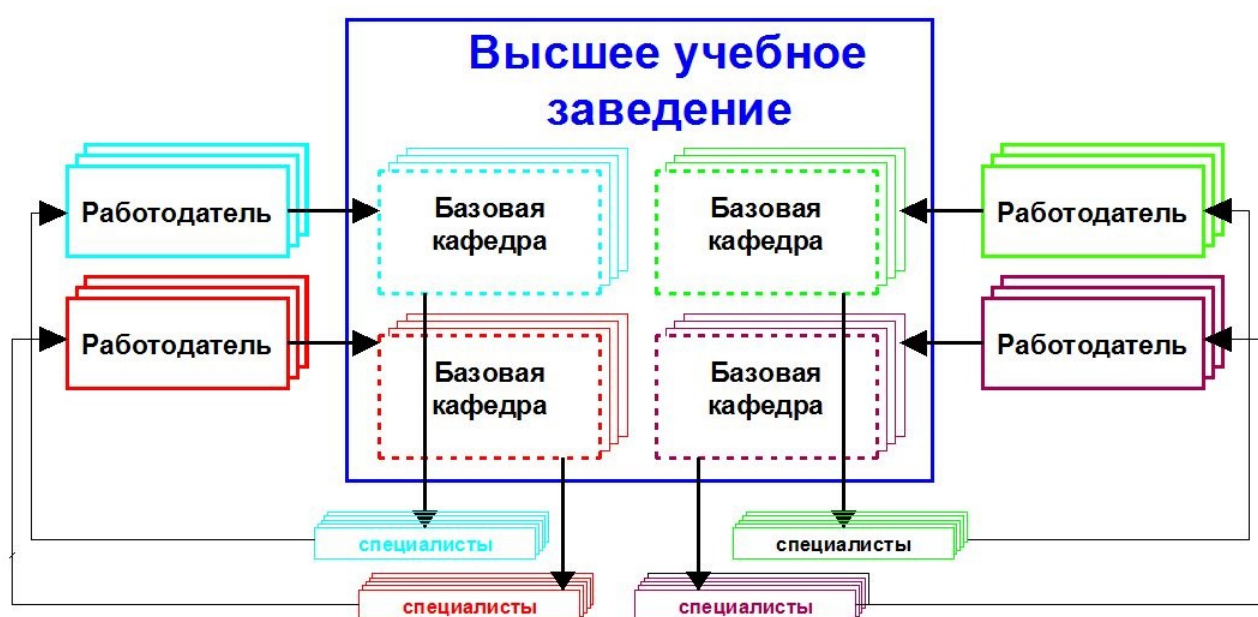 Высшее учебное
заведение
Работодатель
Базовая
кафедра
Базовая
кафедра
Работодатель
Работодатель
Базовая
кафедра
Базовая
кафедра
Работодатель
специалисты
специалисты
специалисты
специалисты